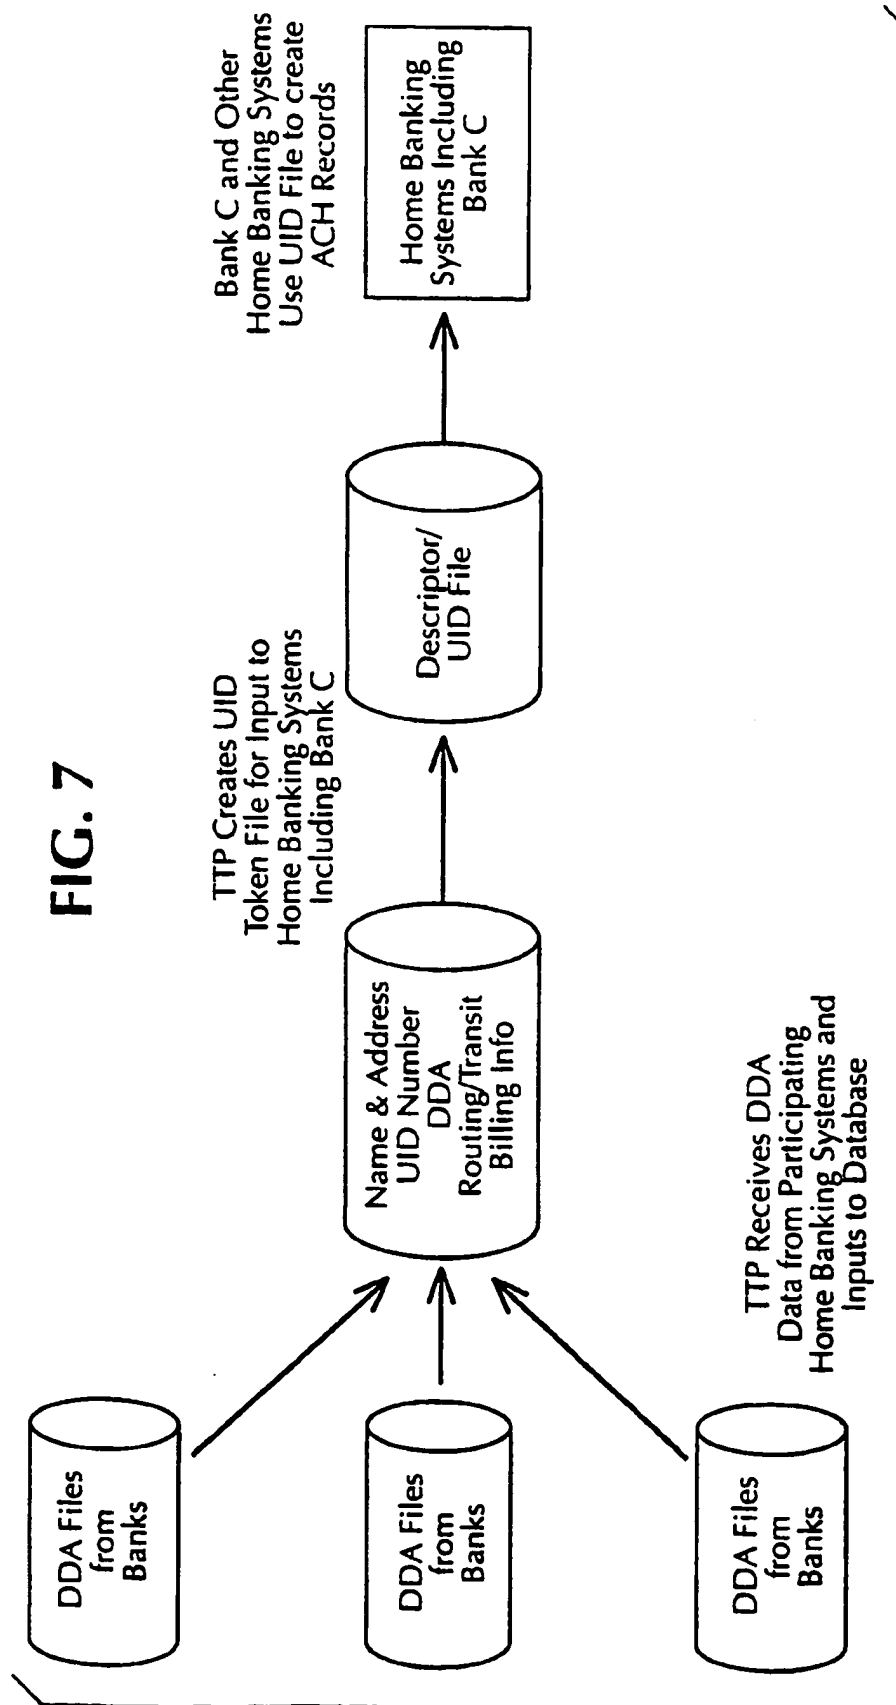 FIG. 7
DDA Files
from
Banks
DDA Files
from
Banks
DDA Files
from
Banks
TTP Receives DDA
Data from Participating
Home Banking Systems and
Inputs to Database
Name & Address
UID Number
DDA
Routing/Transit
Billing Info
TTP Creates UID
Token File for Input to
Home Banking Systems
Including Bank C
Descriptor/
UID File
Bank C and Other
Home Banking Systems
Use UID File to create
ACH Records
Home Banking
Systems Including
Bank C